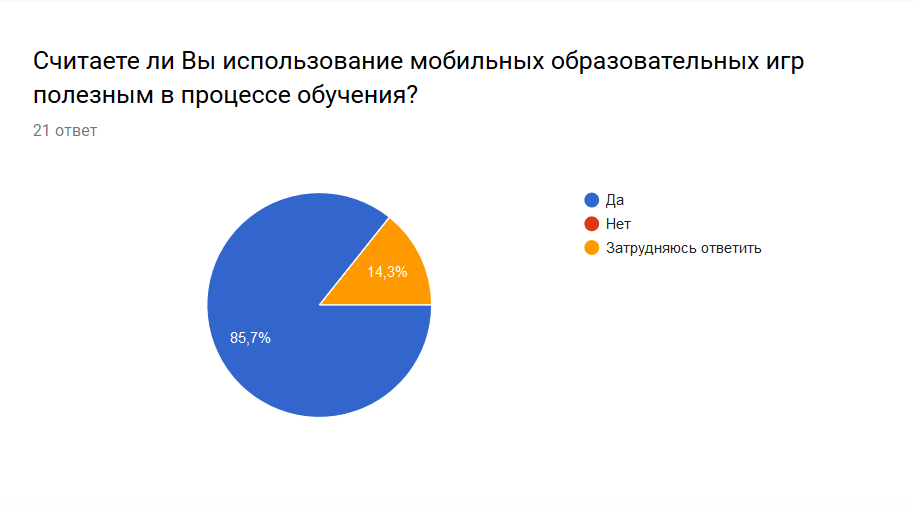 Считаете ли Вы использование мобильных образовательных игр
полезным в процессе обучения?
21 ответ
Да
Нет
Затрудняюсь ответить
14,3%
85,7%